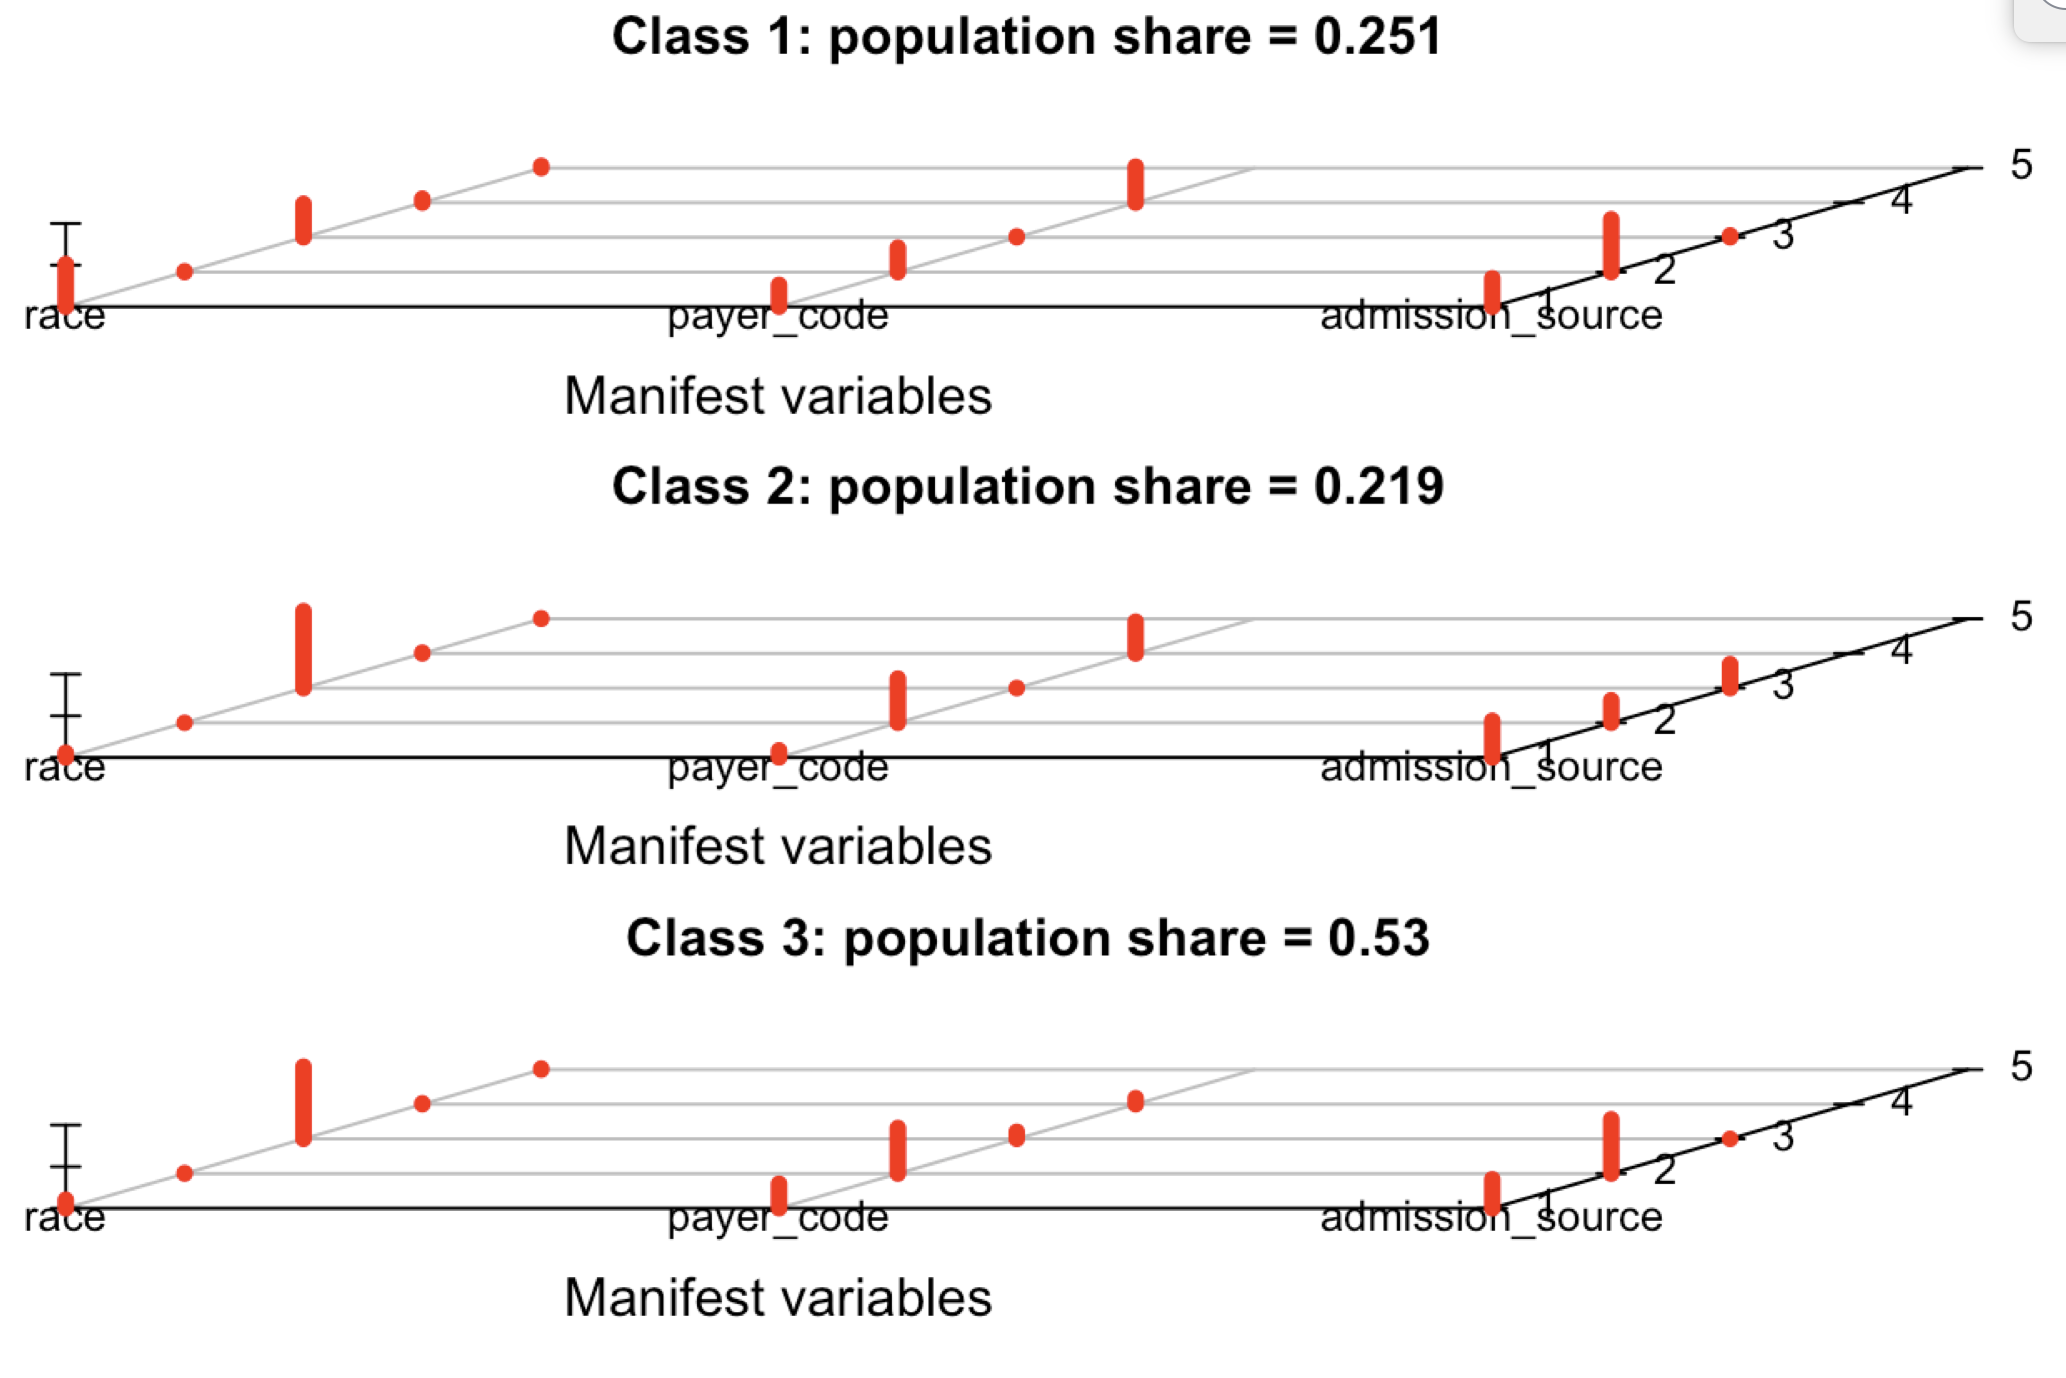 Class 1: population share = 0.251
5
4
3
2
1
race payer_code admission_source
Manifest variables
Class 2: population share = 0.219
5
4
3
2
1
race payer_code admission_source
Manifest variables
Class 3: population share = 0.53
5
4
3
2
1
race payer_code admission_source
Manifest variables